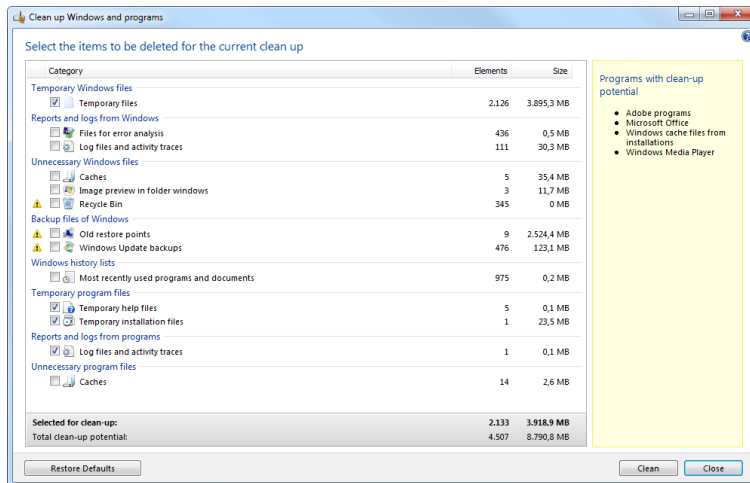 Clean up Windows and programs
Select the items to be deleted for the current clean up
Category Elements Size
Temporary Windows files
Temporary files 2.126 3.895,3 MB
Reports and logs from Windows
Files for error analysis 436 0,5 MB
Log files and activity traces 111 30,3 MB
Unnecessary Windows files
Caches 5 35,4 MB
Image preview in folder windows 3 11,7 MB
Recycle Bin 345 0 MB
Backup files of Windows
Old restore points 9 2.524,4 MB
Windows Update backups 476 123,1 MB
Windows history lists
Most recently used programs and documents 975 0,2 MB
Temporary program files
Temporary help files 5 0,1 MB
Temporary installation files 1 23,5 MB
Reports and logs from programs
Log files and activity traces 1 0,1 MB
Unnecessary program files
Caches 14 2,6 MB
Selected for clean-up: 2.133 3.918,9 MB
Total clean-up potential: 4.507 8.790,8 MB
Programs with clean-up
potential
Adobe programs
Microsoft Office
Windows cache files from
installations
Windows Media Player
Restore Defaults Clean Close